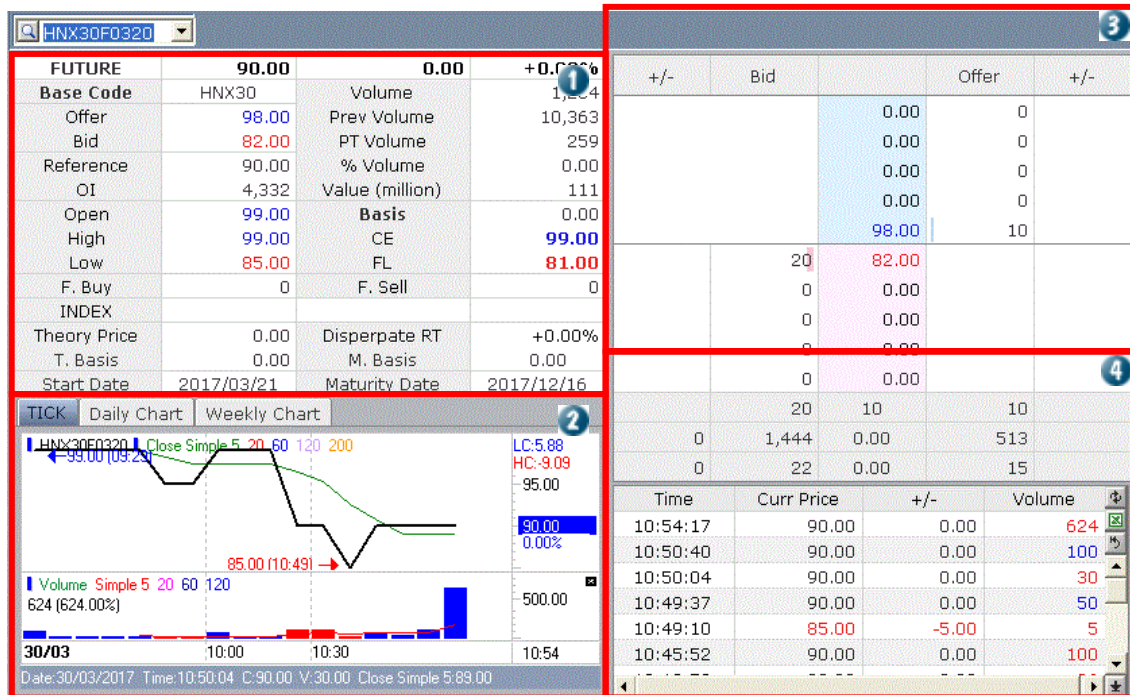 HNX30F0320
3
FUTURE 90.00 0.00
1
Base Code HNX30 Volume
Offer 98.00 Prev Volume 10,363
Bid 82.00 PT Volume 259
Reference 90.00 % Volume 0.00
OI 4,332 Value (million) 111
Open 99.00 Basis 0.00
High 99.00 CE 99.00
Low 85.00 FL 81.00
F. Buy 0 F. Sell 0
INDEX
Theory Price 0.00 Disperpate RT +0.00%
T. Basis 0.00 M. Basis 0.00
Start Date 2017/03/21 Maturity Date 2017/12/16
+/- Bid Offer +/-
0.00 0
0.00 0
0.00 0
0.00 0
98.00 10
20 82.00
0 0.00
0 0.00
0 0.00
4
0 0.00
20 10 10
0 1,444 0.00 513
0 22 0.00 15
TICK Daily Chart Weekly Chart
2
HNX30F0320 Close Simple 5 20 60 120 200
99.00 (09:29)
LC:5.88
HC:-9.09
95.00
90.00
0.00%
85.00 (10:49)
Volume Simple 5 20 60 120
624 (624.00%)
500.00
30/03 10:00 10:30 10:54
Date:30/03/2017 Time:10:50:04 C:90.00 V:30.00 Close Simple 5:89.00
Time Curr Price +/- Volume
10:54:17 90.00 0.00 624
10:50:40 90.00 0.00 100
10:50:04 90.00 0.00 30
10:49:37 90.00 0.00 50
10:49:10 85.00 -5.00 5
10:45:52 90.00 0.00 100